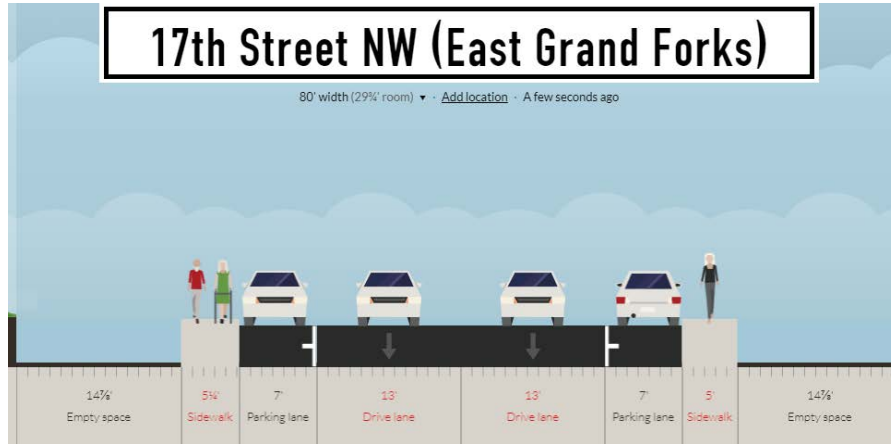 17th Street NW (East Grand Forks)
80' width (29¾' room) ▾ · Add location · A few seconds ago
14⅞' 5¼' 7' 13' 13' 7' 5' 14⅞'
Empty space Sidewalk Parking lane Drive lane Drive lane Parking lane Sidewalk Empty space